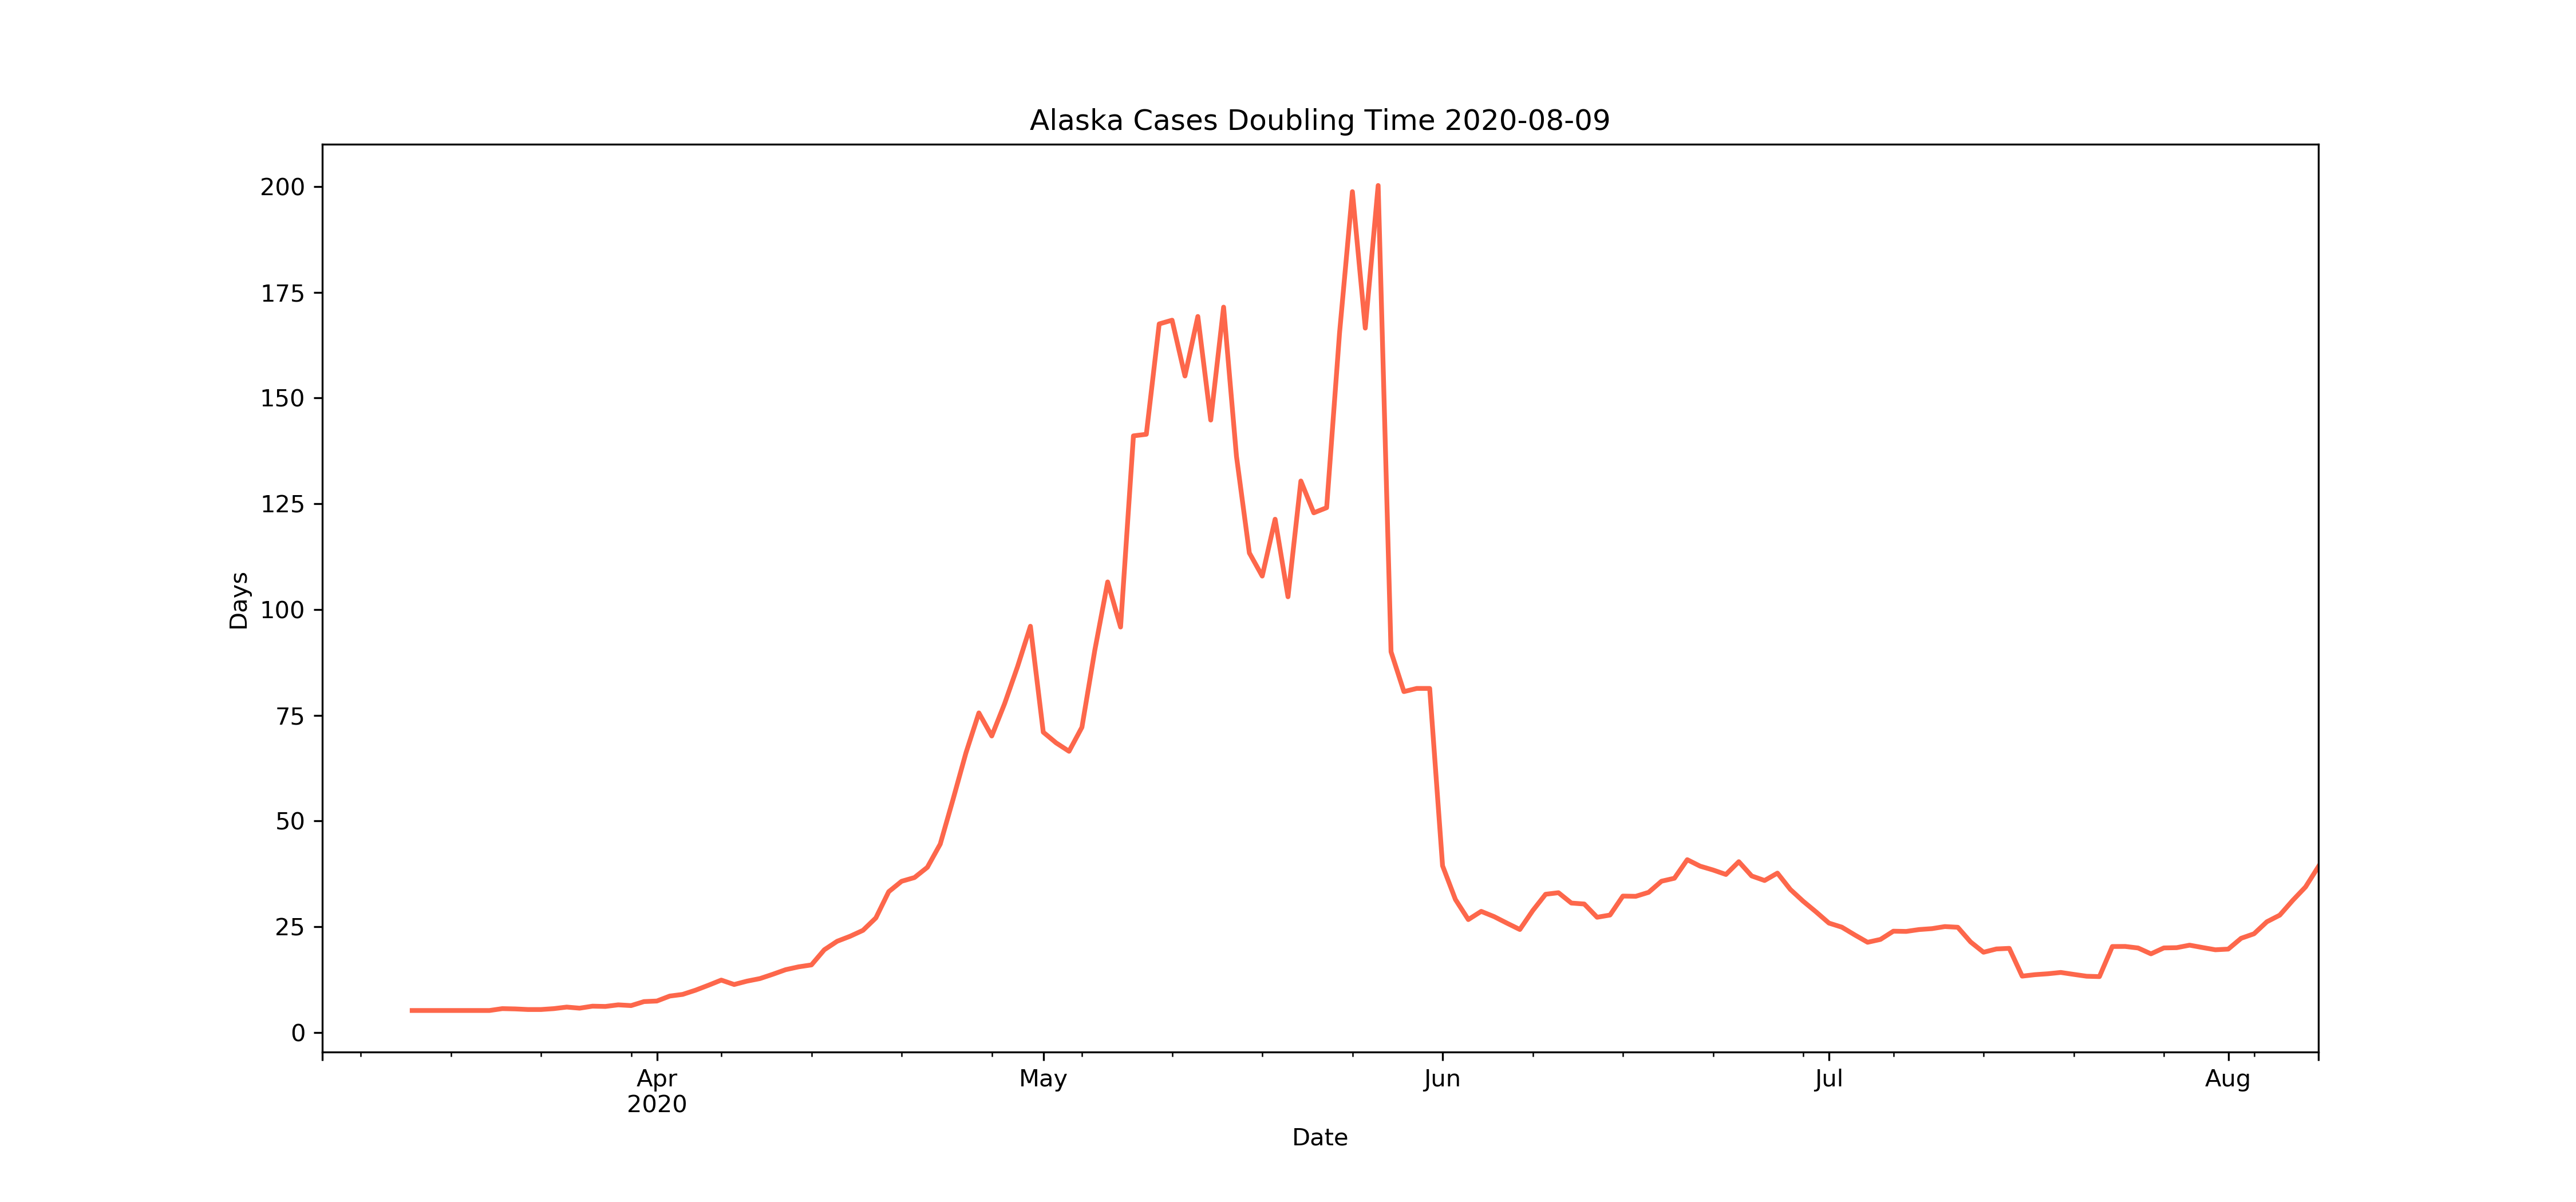 Alaska Cases Doubling Time 2020-08-09
200
175
150
125
100
75
50
25
0
Days
Apr May Jun Jul Aug
2020
Date